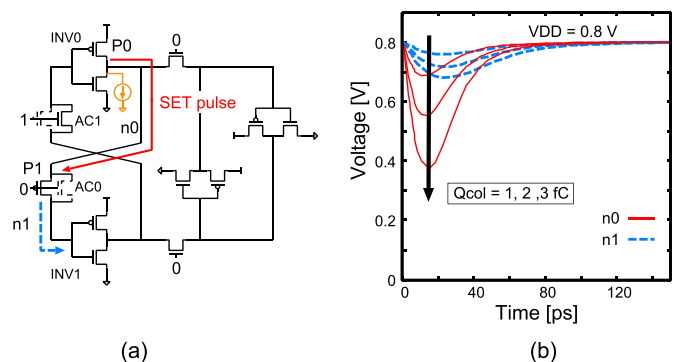 (a)
INV0
P0
0
SET pulse
n0
1
AC1
P1
0
AC0
n1
INV1
0
(b)
VDD = 0.8 V
Voltage [V]
0.8
0.6
0.4
0.2
0
Qcol = 1, 2 ,3 fC
n0
n1
0
40
80
120
Time [ps]
(a)
(b)